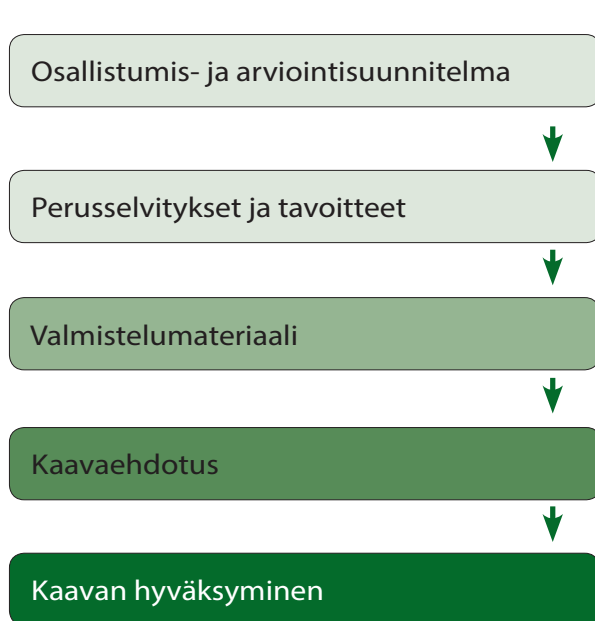 Osallistumis- ja arviointisuunnitelma
Perusselvitykset ja tavoitteet
Valmistelumateriaali
Kaavaehdotus
Kaavan hyväksyminen